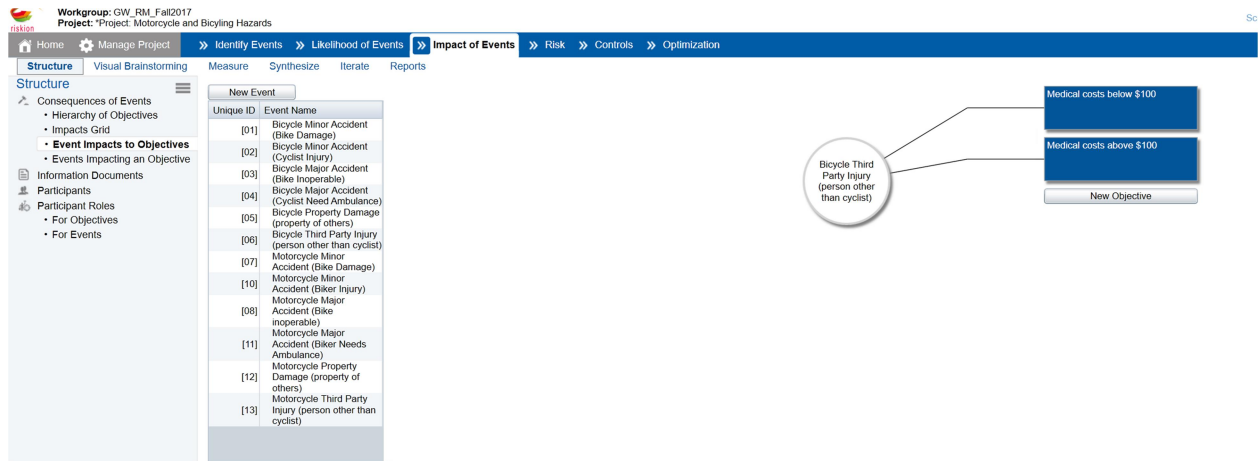 Workgroup: GW_RM_Fall2017
Project: *Project: Motorcycle and Bicyling Hazards
riskion
Sc
Home
Manage Project
» Identify Events
» Likelihood of Events
» Impact of Events
» Risk
» Controls
» Optimization
Structure
Visual Brainstorming
Measure
Synthesize
Iterate
Reports
Structure
Consequences of Events
• Hierarchy of Objectives
• Impacts Grid
• Event Impacts to Objectives
• Events Impacting an Objective
Information Documents
Participants
Participant Roles
• For Objectives
• For Events
New Event
Unique ID Event Name
[01] Bicycle Minor Accident
(Bike Damage)
[02] Bicycle Minor Accident
(Cyclist Injury)
[03] Bicycle Major Accident
(Bike Inoperable)
[04] Bicycle Major Accident
(Cyclist Need Ambulance)
[05] Bicycle Property Damage
(property of others)
[06] Bicycle Third Party Injury
(person other than cyclist)
[07] Motorcycle Minor
Accident (Bike Damage)
[10] Motorcycle Minor
Accident (Biker Injury)
[08] Motorcycle Major
Accident (Bike
inoperable)
[11] Motorcycle Major
Accident (Biker Needs
Ambulance)
[12] Motorcycle Property
Damage (property of
others)
[13] Motorcycle Third Party
Injury (person other than
cyclist)
Bicycle Third
Party Injury
(person other
than cyclist)
Medical costs below $100
Medical costs above $100
New Objective